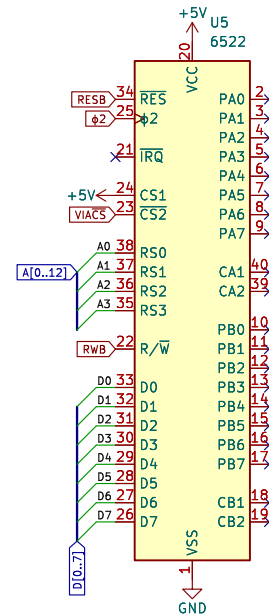 +5V
U5
6522
20
VCC
RESB 34 R̅E̅S̅ PA0 2
ϕ2 25 ϕ2 PA1 3
PA2 4
21 I̅R̅Q̅ PA3 5
PA4 6
+5V 24 CS1 PA5 7
V̅I̅A̅C̅S̅ 23 C̅S̅2̅ PA6 8
PA7 9
A0 38 RS0
A[0..12] A1 37 RS1 CA1 40
A2 36 RS2 CA2 39
A3 35 RS3
PB0 10
RWB 22 R/W̅ PB1 11
PB2 12
D0 33 D0 PB3 13
D1 32 D1 PB4 14
D2 31 D2 PB5 15
D3 30 D3 PB6 16
D4 29 D4 PB7 17
D5 28 D5
D6 27 D6 CB1 18
D7 26 D7 CB2 19
D[0..7]
VSS
1
GND